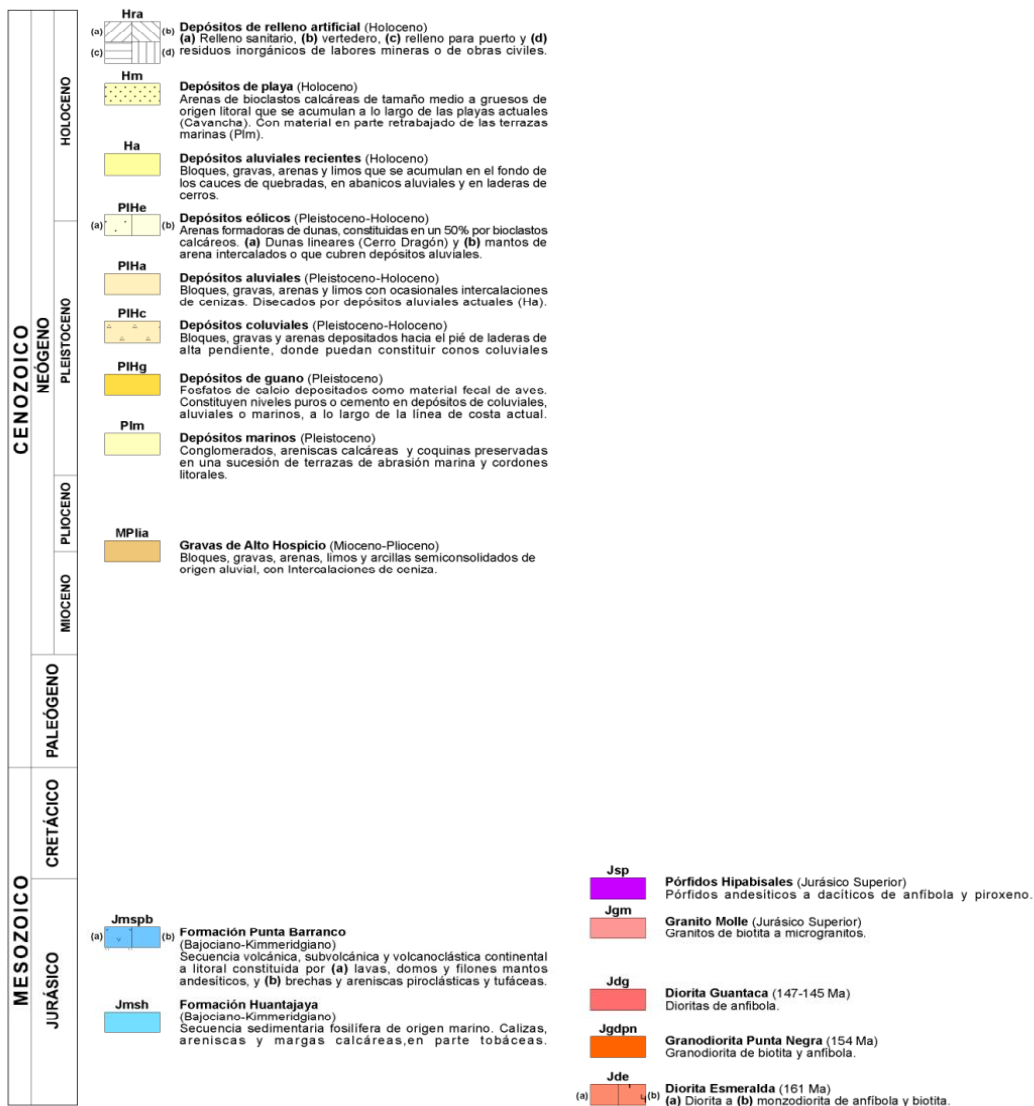 CENOZOICO
MESOZOICO
NEÓGENO
PALEÓGENO
CRETÁCICO
JURÁSICO
HOLOCENO
PLEISTOCENO
PLIOCENO
MIOCENO
Hra
(a) (b)
(c) (d)
Depósitos de relleno artificial (Holoceno)
(a) Relleno sanitario, (b) vertedero, (c) relleno para puerto y (d)
residuos inorgánicos de labores mineras o de obras civiles.
Hm
Depósitos de playa (Holoceno)
Arenas de bioclastos calcáreas de tamaño medio a gruesos de
origen litoral que se acumulan a lo largo de las playas actuales
(Cavancha). Con material en parte retrabajado de las terrazas
marinas (Plm).
Ha
Depósitos aluviales recientes (Holoceno)
Bloques, gravas, arenas y limos que se acumulan en el fondo de
los cauces de quebradas, en abanicos aluviales y en laderas de
cerros.
PlHe
(a) (b)
Depósitos eólicos (Pleistoceno-Holoceno)
Arenas formadoras de dunas, constituidas en un 50% por bioclastos
calcáreos. (a) Dunas lineares (Cerro Dragón) y (b) mantos de
arena intercalados o que cubren depósitos aluviales.
PlHa
Depósitos aluviales (Pleistoceno-Holoceno)
Bloques, gravas, arenas y limos con ocasionales intercalaciones
de cenizas. Disecados por depósitos aluviales actuales (Ha).
PlHc
Depósitos coluviales (Pleistoceno-Holoceno)
Bloques, gravas y arenas depositados hacia el pié de laderas de
alta pendiente, donde puedan constituir conos coluviales
PlHg
Depósitos de guano (Pleistoceno)
Fosfatos de calcio depositados como material fecal de aves.
Constituyen niveles puros o cemento en depósitos de coluviales,
aluviales o marinos, a lo largo de la línea de costa actual.
Plm
Depósitos marinos (Pleistoceno)
Conglomerados, areniscas calcáreas y coquinas preservadas
en una sucesión de terrazas de abrasión marina y cordones
litorales.
MPlia
Gravas de Alto Hospicio (Mioceno-Plioceno)
Bloques, gravas, arenas, limos y arcillas semiconsolidados de
origen aluvial, con Intercalaciones de ceniza.
Jmspb
(a) (b)
Formación Punta Barranco
(Bajociano-Kimmeridgiano)
Secuencia volcánica, subvolcánica y volcanoclástica continental
a litoral constituida por (a) lavas, domos y filones mantos
andesíticos, y (b) brechas y areniscas piroclásticas y tufáceas.
Jmsh
Formación Huantajaya
(Bajociano-Kimmeridgiano)
Secuencia sedimentaria fosilífera de origen marino. Calizas,
areniscas y margas calcáreas,en parte tobáceas.
Jsp
Pórfidos Hipabisales (Jurásico Superior)
Pórfidos andesíticos a dacíticos de anfíbola y piroxeno.
Jgm
Granito Molle (Jurásico Superior)
Granitos de biotita a microgranitos.
Jdg
Diorita Guantaca (147-145 Ma)
Dioritas de anfibola.
Jgdpn
Granodiorita Punta Negra (154 Ma)
Granodiorita de biotita y anfíbola.
Jde
(a) (b)
Diorita Esmeralda (161 Ma)
(a) Diorita a (b) monzodiorita de anfíbola y biotita.